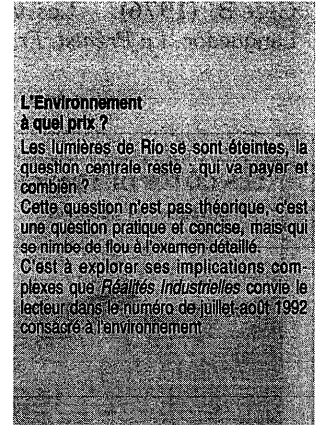 L'Environnement
à quel prix ?
Les lumières de Rio se sont éteintes, la
question centrale reste : qui va payer et
combien ?
Cette question n'est pas théorique, c'est
une question pratique et concise, mais qui
se nimbe de flou à l'examen détaillé.
C'est à explorer ses implications com-
plexes que Réalités Industrielles convie le
lecteur dans le numéro de juillet-août 1992
consacré à l'environnement